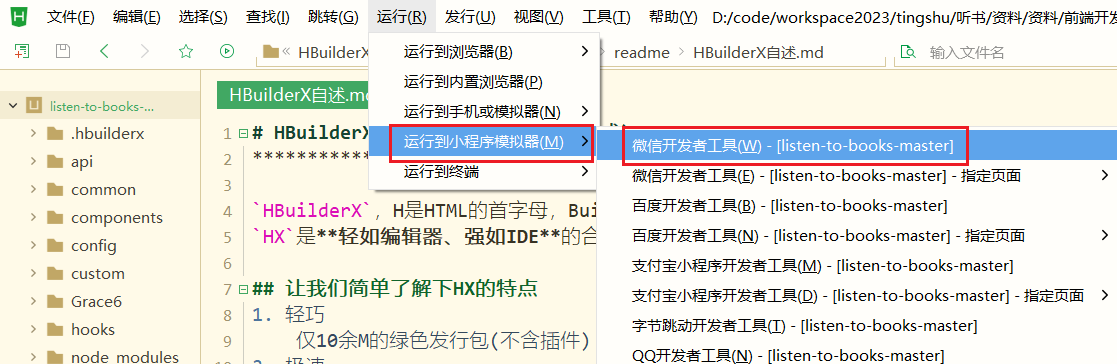 文件(F) 编辑(E) 选择(S) 查找(I) 跳转(G) 运行(R) 发行(U) 视图(V) 工具(T) 帮助(Y) D:/code/workspace2023/tingshu/听书/资料/资料/前端开发
HBuilderX readme HBuilderX自述.md 输入文件名
运行到浏览器(B)
运行到内置浏览器(P)
运行到手机或模拟器(N)
运行到小程序模拟器(M)
运行到终端
微信开发者工具(W) - [listen-to-books-master]
微信开发者工具(E) - [listen-to-books-master] - 指定页面
百度开发者工具(B) - [listen-to-books-master]
百度开发者工具(N) - [listen-to-books-master] - 指定页面
支付宝小程序开发者工具(M) - [listen-to-books-master]
支付宝小程序开发者工具(D) - [listen-to-books-master] - 指定页面
字节跳动开发者工具(T) - [listen-to-books-master]
QQ开发者工具(N) - [listen-to-books-master]
listen-to-books-...
.hbuilderx
api
common
components
config
custom
Grace6
hooks
node_modules
HBuilderX自述.md
1 # HBuilderX
2 ************
3
4 `HBuilderX`，H是HTML的首字母，Bui
5 `HX`是**轻如编辑器、强如IDE**的合
6
7 ## 让我们简单了解下HX的特点
8 1. 轻巧
9 仅10余M的绿色发行包(不含插件)
10 2. 极速